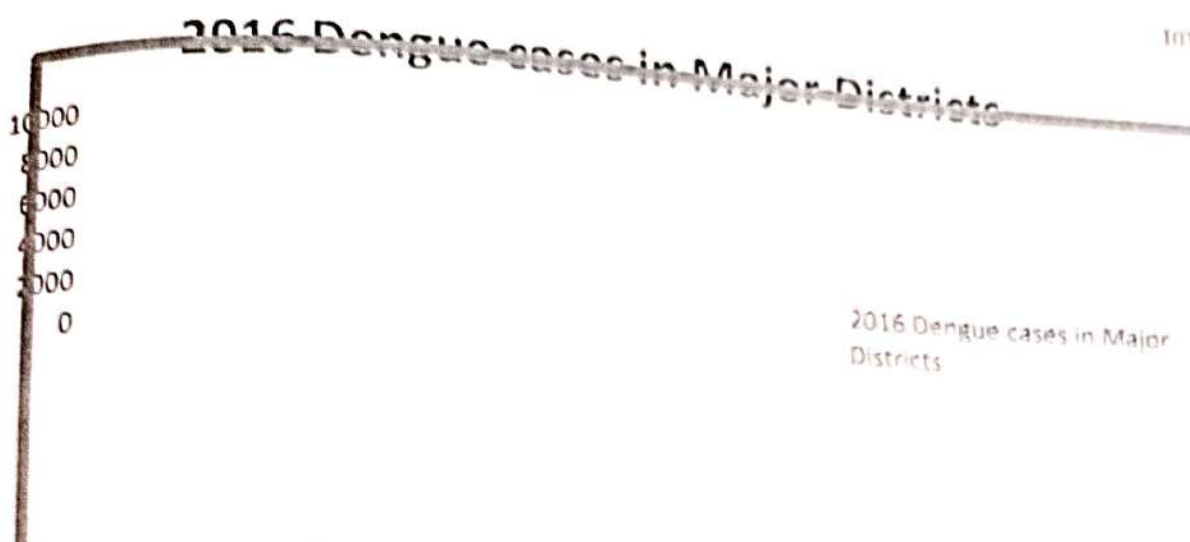 2016 Dengue cases in Major Districts
10000
8000
6000
4000
2000
0
2016 Dengue cases in Major
Districts